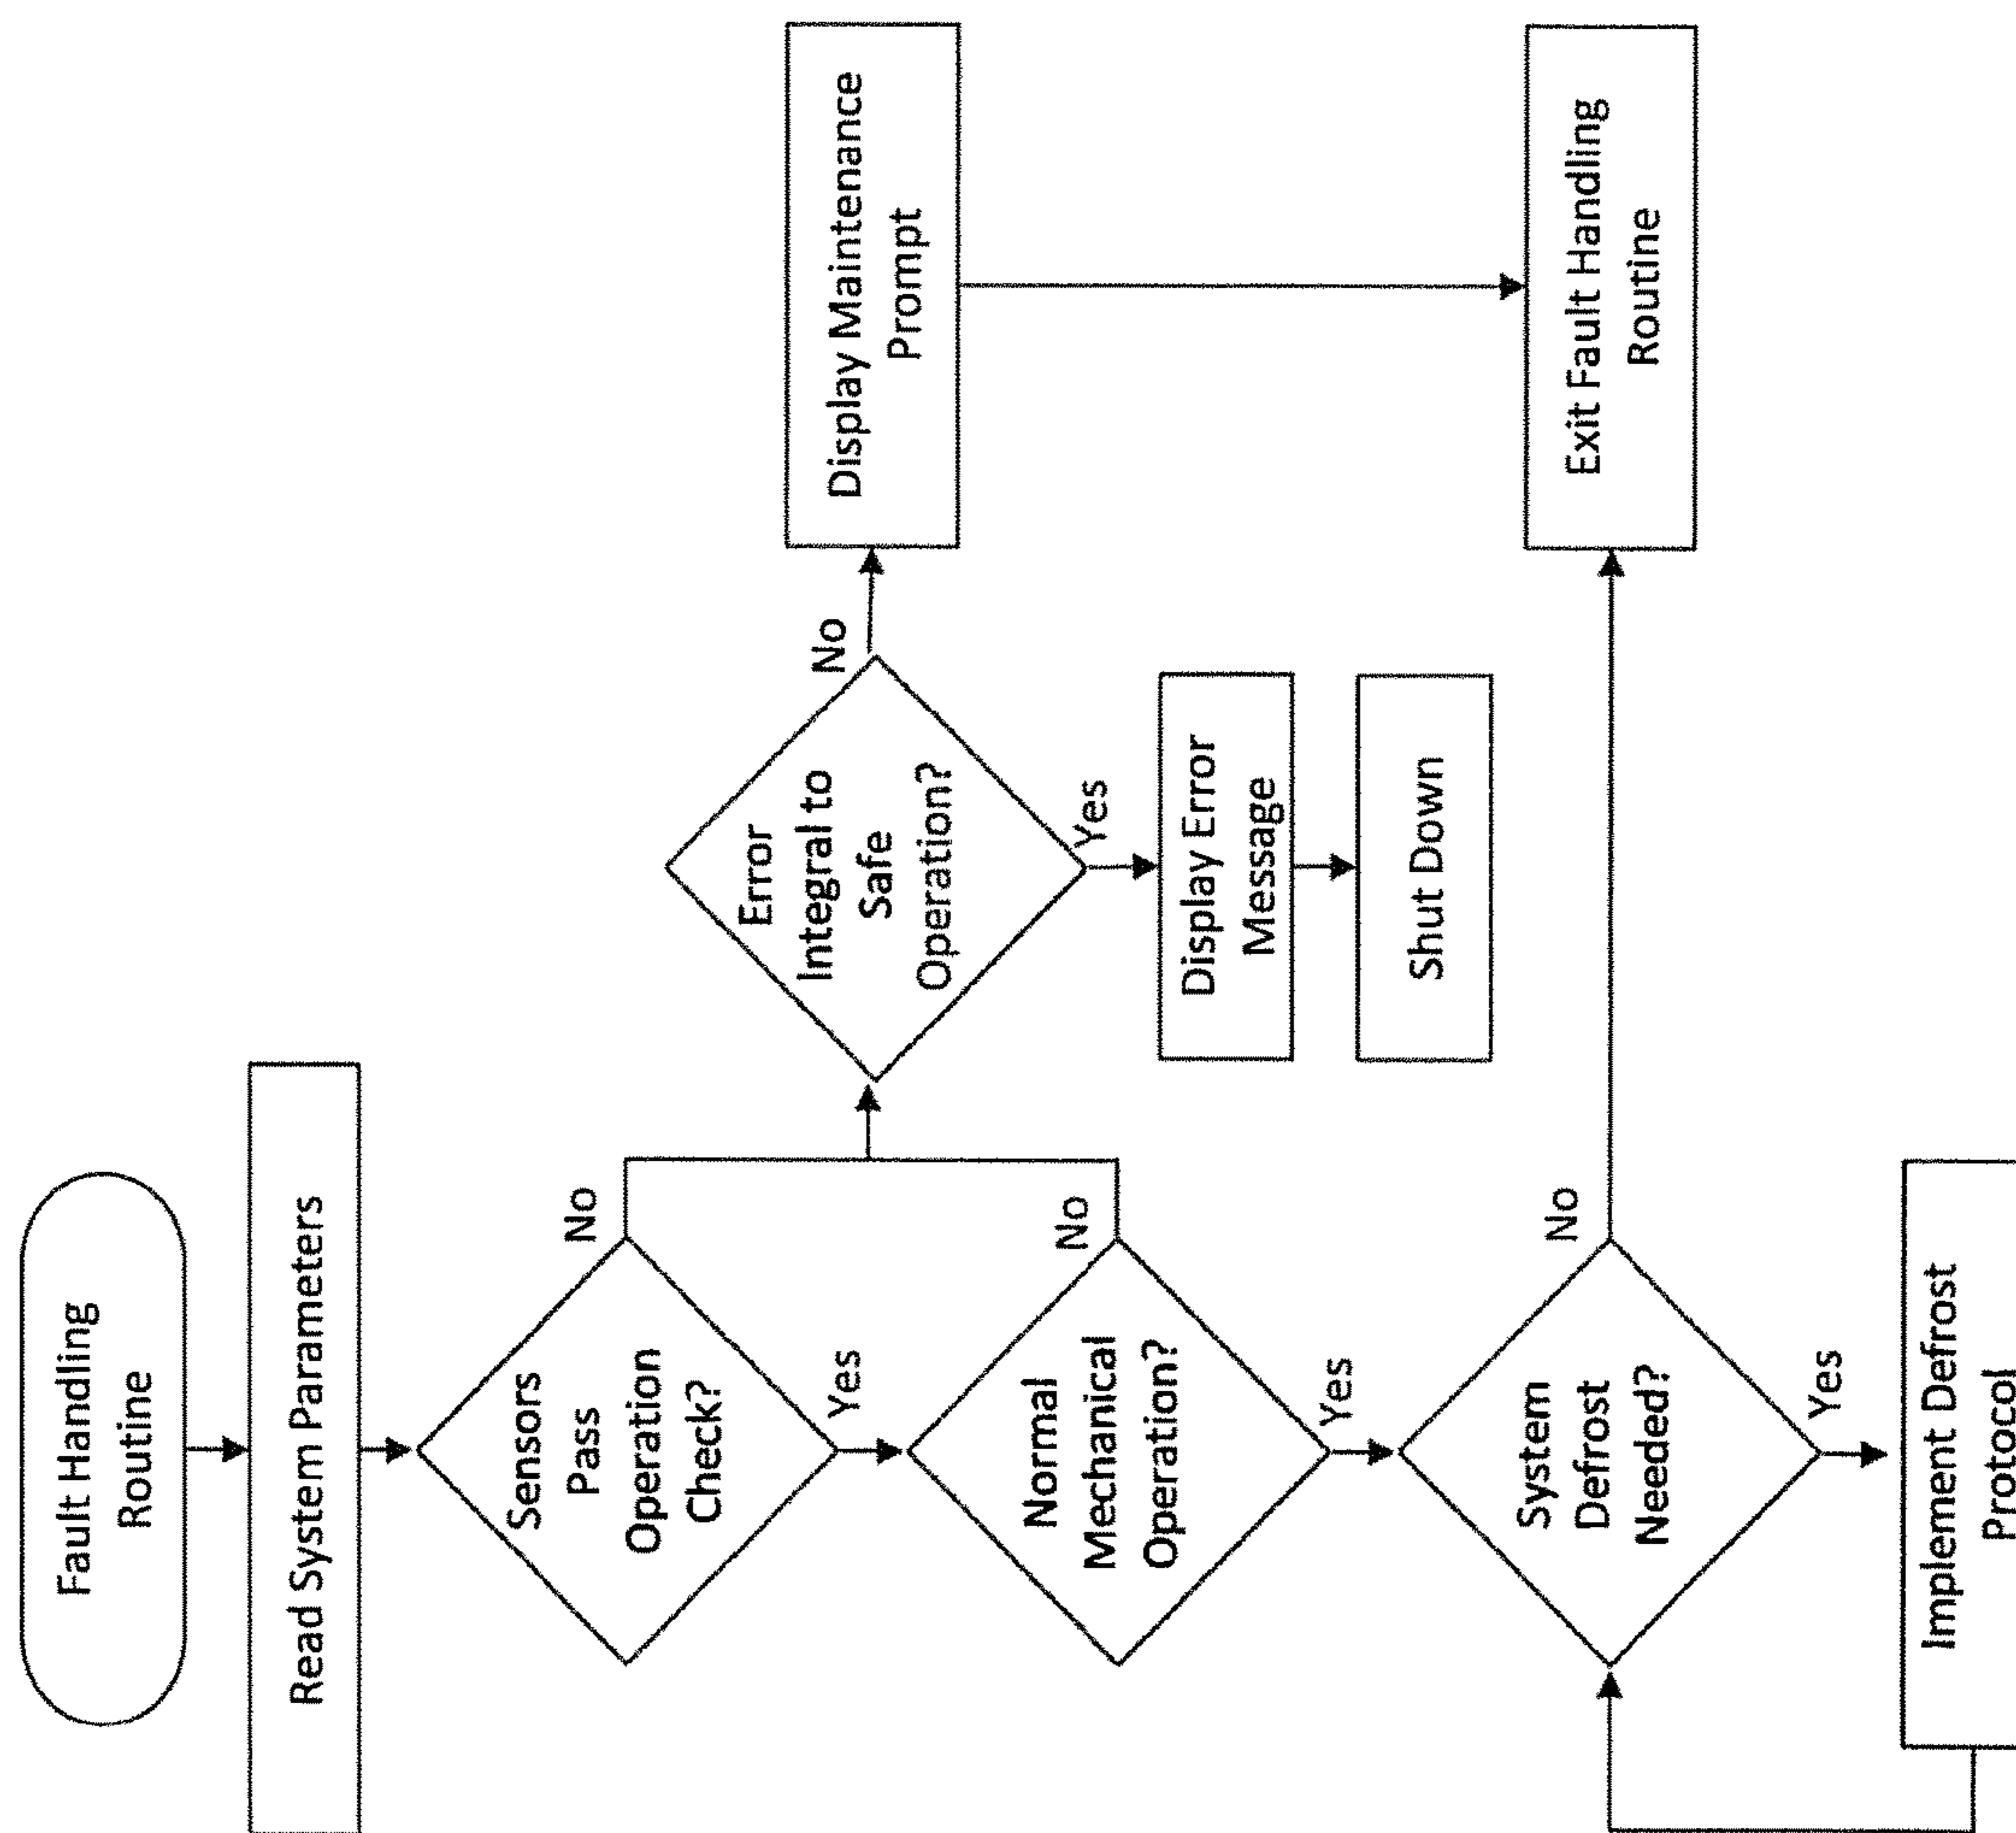 Fault Handling
Routine
Read System Parameters
Sensors
Pass
Operation
Check?
No
Yes
Normal
Mechanical
Operation?
No
Yes
System
Defrost
Needed?
No
Yes
Implement Defrost
Protocol
Error
Integral to
Safe
Operation?
No
Yes
Display Error
Message
Shut Down
Display Maintenance
Prompt
Exit Fault Handling
Routine